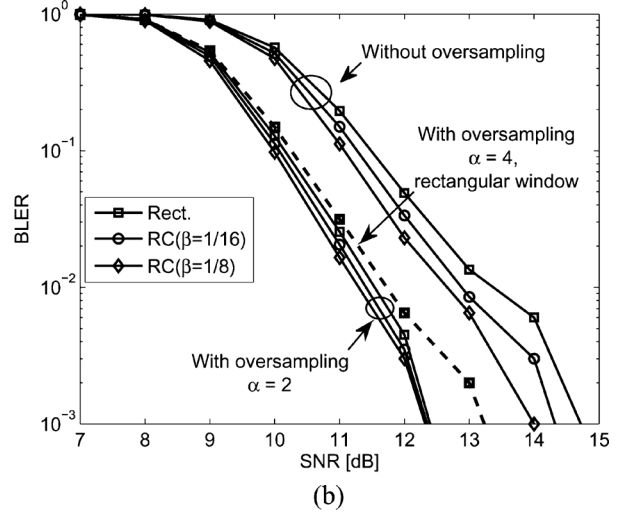 10^0
Without oversampling
10^-1
With oversampling
α = 4,
rectangular window
BLER
Rect.
RC(β=1/16)
RC(β=1/8)
10^-2
With oversampling
α = 2
10^-3
7 8 9 10 11 12 13 14 15
SNR [dB]
(b)